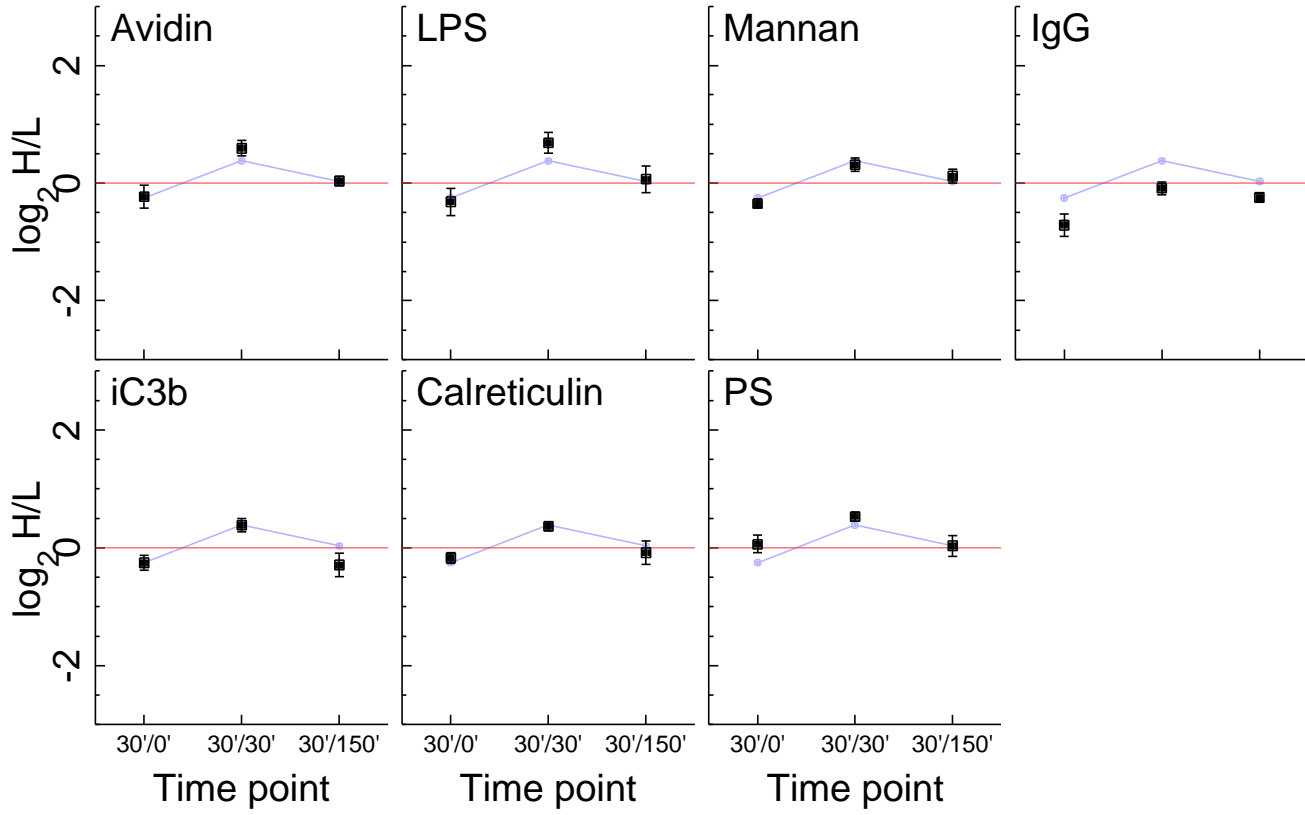 Avidin
LPS
Mannan
IgG
2
0
-2
log2 H/L
iC3b
Calreticulin
PS
2
0
-2
log2 H/L
30'/0' 30'/30' 30'/150'
30'/0' 30'/30' 30'/150'
30'/0' 30'/30' 30'/150'
Time point
Time point
Time point